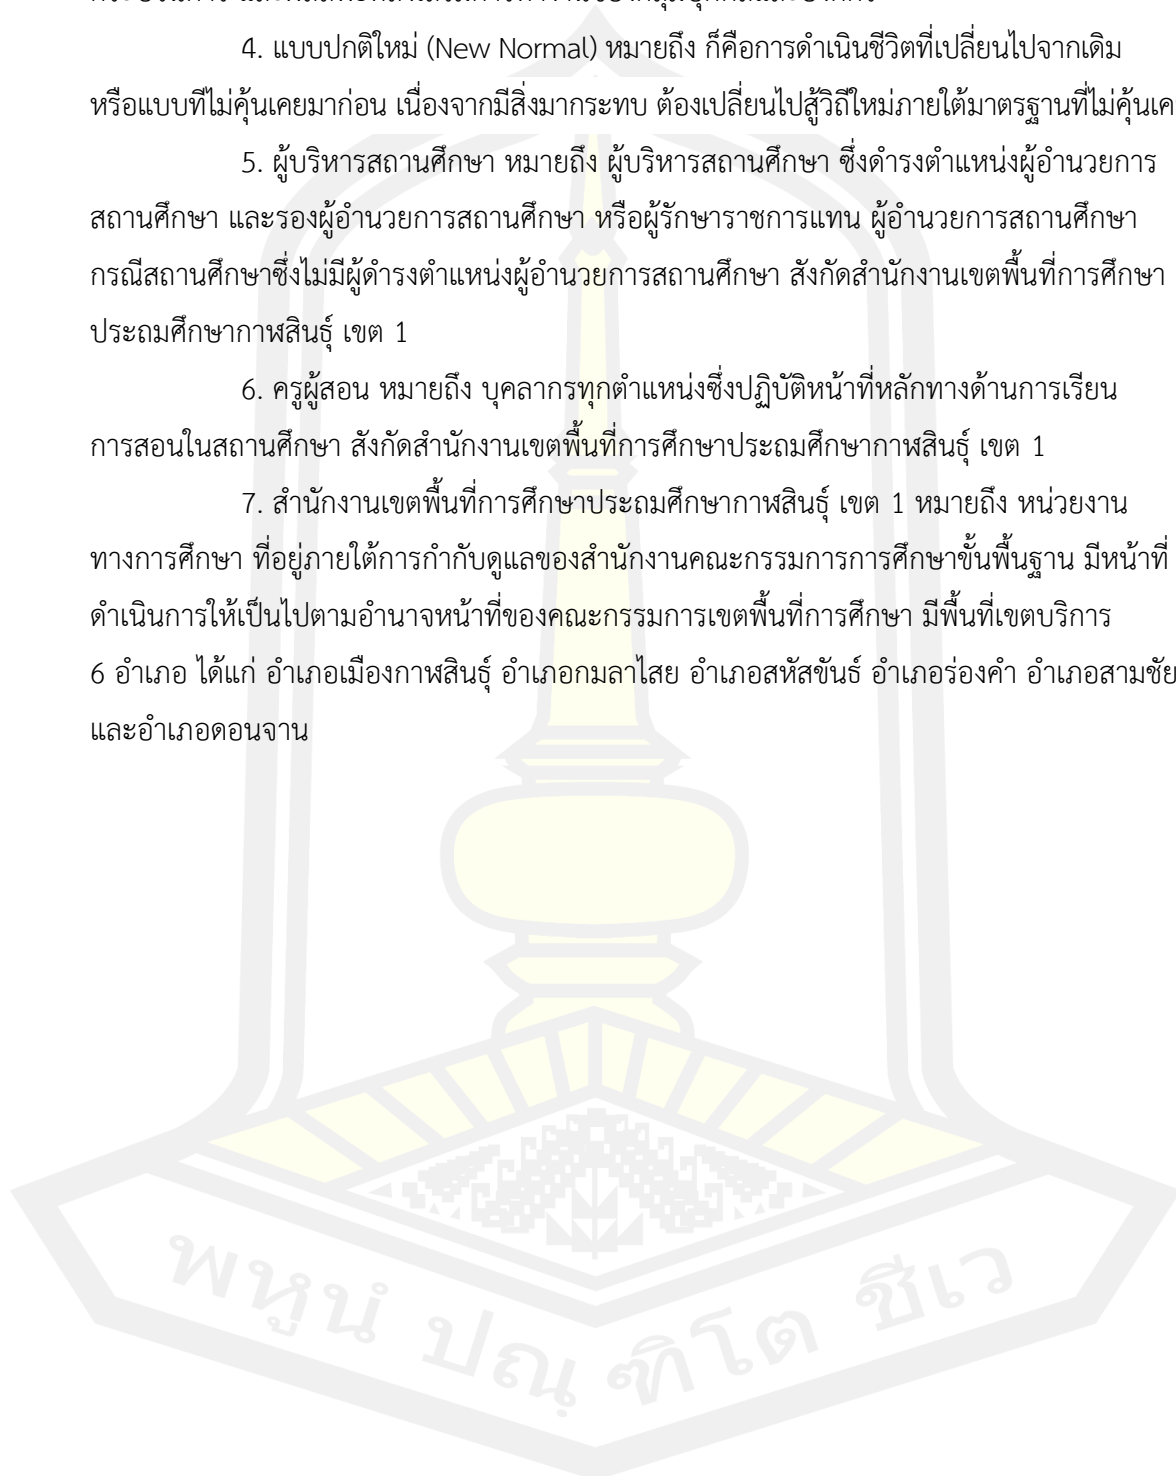 4. แบบปกติใหม่ (New Normal) หมายถึง ก็คือการดำเนินชีวิตที่เปลี่ยนไปจากเดิม
หรือแบบทีไม่คุ้นเคยมาก่อน เนื่องจากมีสิ่งมากระทบ ต้องเปลี่ยนไปสู้วิถีใหม่ภายใต้มาตรฐานที่ไม่คุ้นเค
5. ผู้บริหารสถานศึกษา หมายถึง ผู้บริหารสถานศึกษา ซึ่งดำรงตำแหน่งผู้อำนวยการ
สถานศึกษา และรองผู้อำนวยการสถานศึกษา หรือผู้รักษาราชการแทน ผู้อำนวยการสถานศึกษา
กรณีสถานศึกษาซึ่งไม่มีผู้ดำรงตำแหน่งผู้อำนวยการสถานศึกษา สังกัดสำนักงานเขตพื้นที่การศึกษา
ประถมศึกษากาฬสินธุ์ เขต 1
6. ครูผู้สอน หมายถึง บุคลากรทุกตำแหน่งซึ่งปฏิบัติหน้าที่หลักทางด้านการเรียน
การสอนในสถานศึกษา สังกัดสำนักงานเขตพื้นที่การศึกษาประถมศึกษากาฬสินธุ์ เขต 1
7. สำนักงานเขตพื้นที่การศึกษาประถมศึกษากาฬสินธุ์ เขต 1 หมายถึง หน่วยงาน
ทางการศึกษา ที่อยู่ภายใต้การกำกับดูแลของสำนักงานคณะกรรมการการศึกษาขั้นพื้นฐาน มีหน้าที่
ดำเนินการให้เป็นไปตามอำนาจหน้าที่ของคณะกรรมการเขตพื้นที่การศึกษา มีพื้นที่เขตบริการ
6 อำเภอ ได้แก่ อำเภอเมืองกาฬสินธุ์ อำเภอกมลาไสย อำเภอสหัสขันธ์ อำเภอร่องคำ อำเภอสามชัย
และอำเภอดอนจาน
พหูนํ ปณฺฑิโต ชีเว